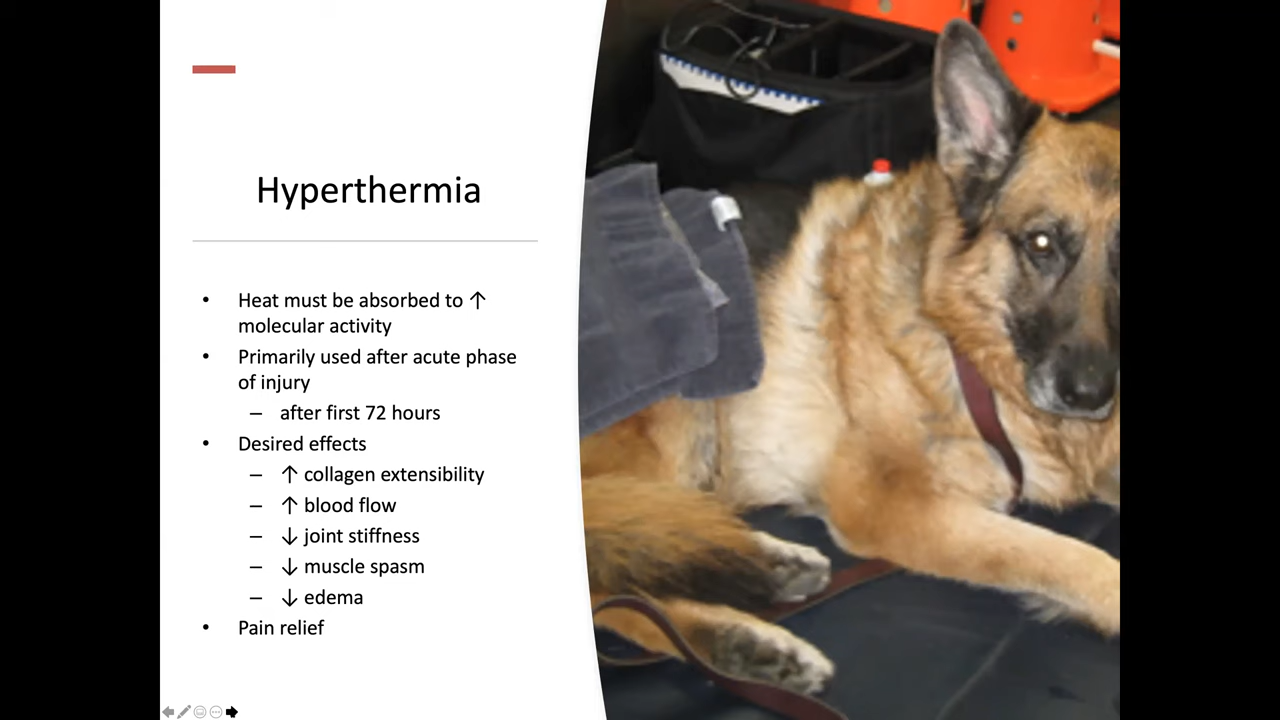 Hyperthermia
• Heat must be absorbed to ↑
molecular activity
• Primarily used after acute phase
of injury
– after first 72 hours
• Desired effects
– ↑ collagen extensibility
– ↑ blood flow
– ↓ joint stiffness
– ↓ muscle spasm
– ↓ edema
• Pain relief